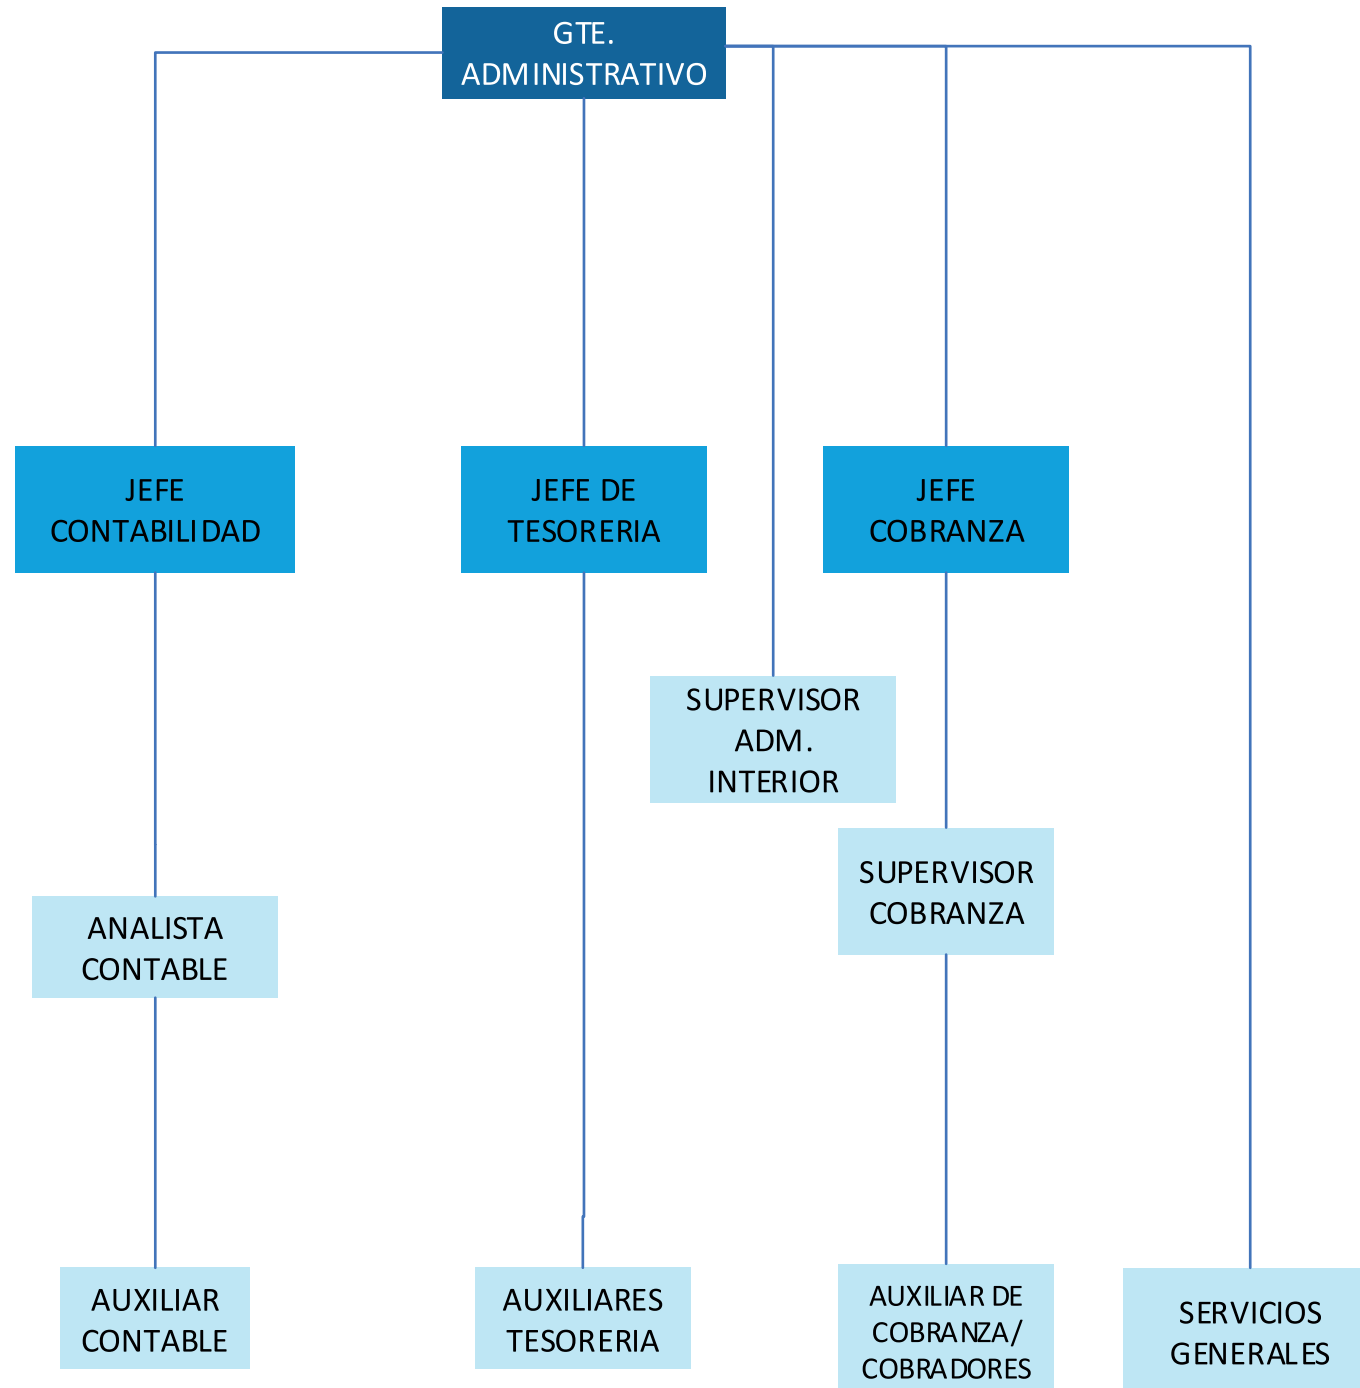 GTE.
ADMINISTRATIVO
JEFE
CONTABILIDAD
JEFE DE
TESORERIA
JEFE
COBRANZA
SUPERVISOR
ADM.
INTERIOR
SUPERVISOR
COBRANZA
ANALISTA
CONTABLE
AUXILIAR
CONTABLE
AUXILIARES
TESORERIA
AUXILIAR DE
COBRANZA/
COBRADORES
SERVICIOS
GENERALES